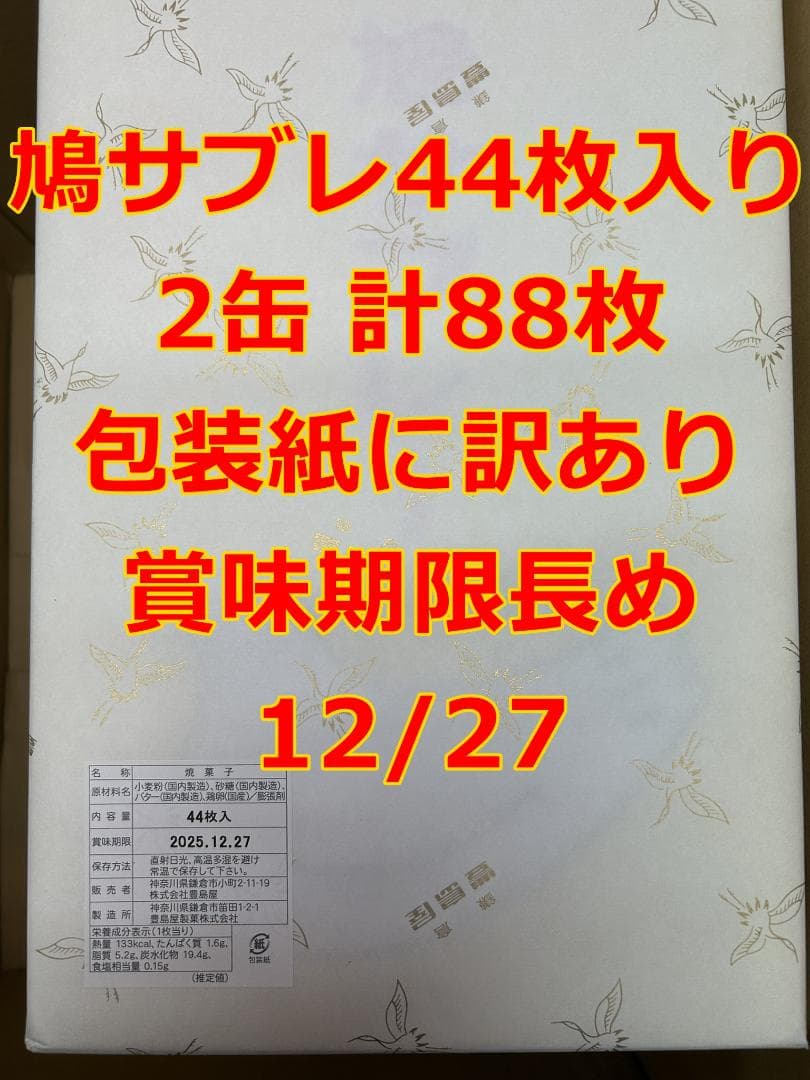 鎌倉
豊島屋
鳩サブレ44枚入り
2缶 計88枚
包装紙に訳あり
賞味期限長め
12/27
名称 焼菓子
原材料名 小麦粉(国内製造)、砂糖(国内製造)、
バター(国内製造)、鶏卵(国産)/膨張剤
内容量 44枚入
賞味期限 2025.12.27
保存方法 直射日光、高温多湿を避け
常温で保存して下さい。
販売者 神奈川県鎌倉市小町2-11-19
株式会社豊島屋
製造所 神奈川県鎌倉市笛田1-2-1
豊島屋製菓株式会社
栄養成分表示(1枚当り)
熱量 133kcal、たんぱく質 1.6g、
脂質 5.2g、炭水化物 19.4g、
食塩相当量 0.15g
(推定値)
紙
包装紙
鎌倉
豊島屋